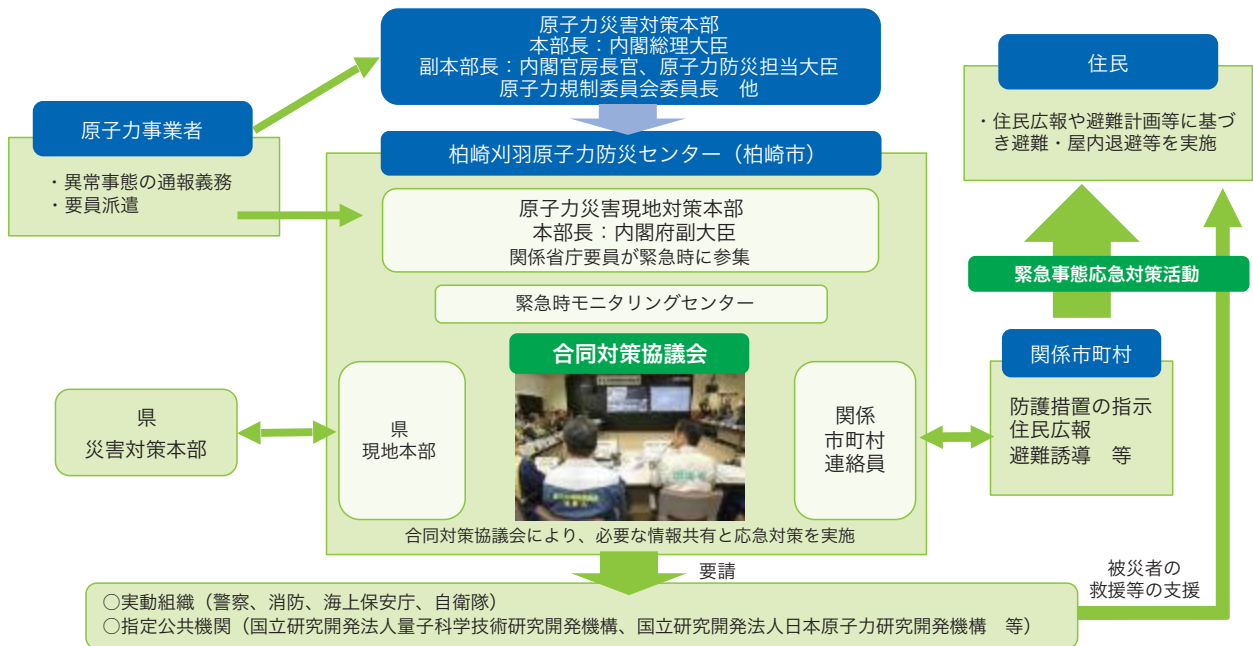 原子力災害対策本部
本部長：内閣総理大臣
副本部長：内閣官房長官、原子力防災担当大臣
原子力規制委員会委員長　他
原子力事業者
・異常事態の通報義務
・要員派遣
住民
・住民広報や避難計画等に基づ
き避難・屋内退避等を実施
柏崎刈羽原子力防災センター（柏崎市）
原子力災害現地対策本部
本部長：内閣府副大臣
関係省庁要員が緊急時に参集
緊急時モニタリングセンター
合同対策協議会
県
災害対策本部
県
現地本部
関係
市町村
連絡員
合同対策協議会により、必要な情報共有と応急対策を実施
緊急事態応急対策活動
関係市町村
防護措置の指示
住民広報
避難誘導　等
要請
被災者の
救援等の支援
○実動組織（警察、消防、海上保安庁、自衛隊）
○指定公共機関（国立研究開発法人量子科学技術研究開発機構、国立研究開発法人日本原子力研究開発機構　等）